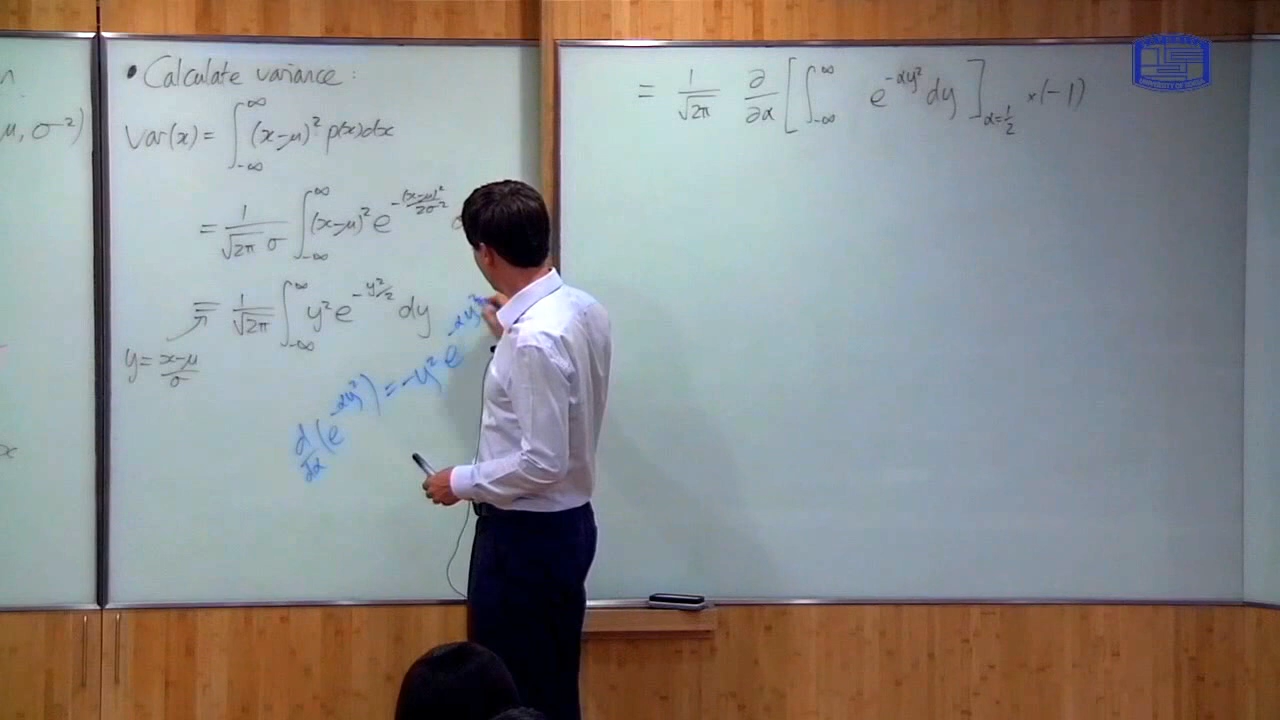 μ, σ²)
• Calculate variance:
Var(x) = ∫_{-∞}^{∞} (x-μ)² p(x)dx
= 1/(√2π σ) ∫_{-∞}^{∞} (x-μ)² e^{-(x-μ)²/2σ²}
= 1/√2π ∫_{-∞}^{∞} y² e^{-y²/2} dy
y = (x-μ)/σ
d/dα (e^{-αy²}) = -y² e^{-αy²}
= 1/√2π ∂/∂α [∫_{-∞}^{∞} e^{-αy²} dy]_{α=1/2} × (-1)